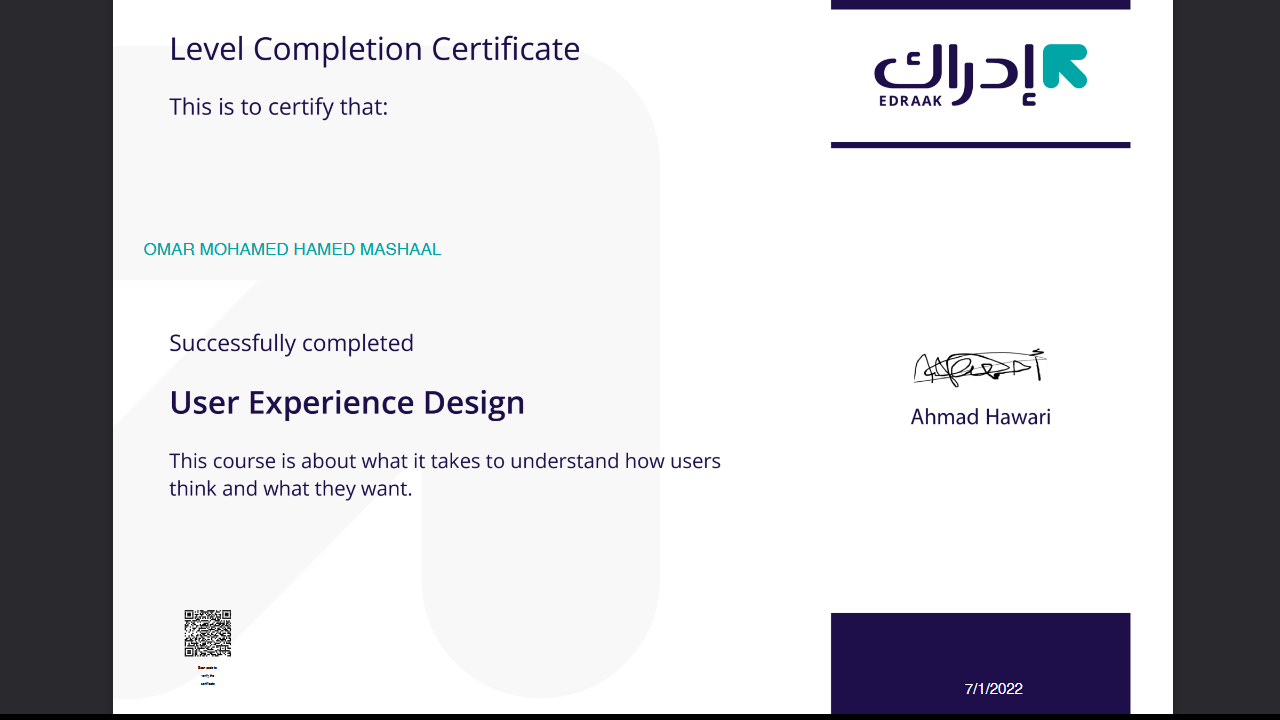 Level Completion Certificate
This is to certify that:
OMAR MOHAMED HAMED MASHAAL
Successfully completed
User Experience Design
This course is about what it takes to understand how users
think and what they want.
إدراك
EDRAAK
Ahmad Hawari
7/1/2022